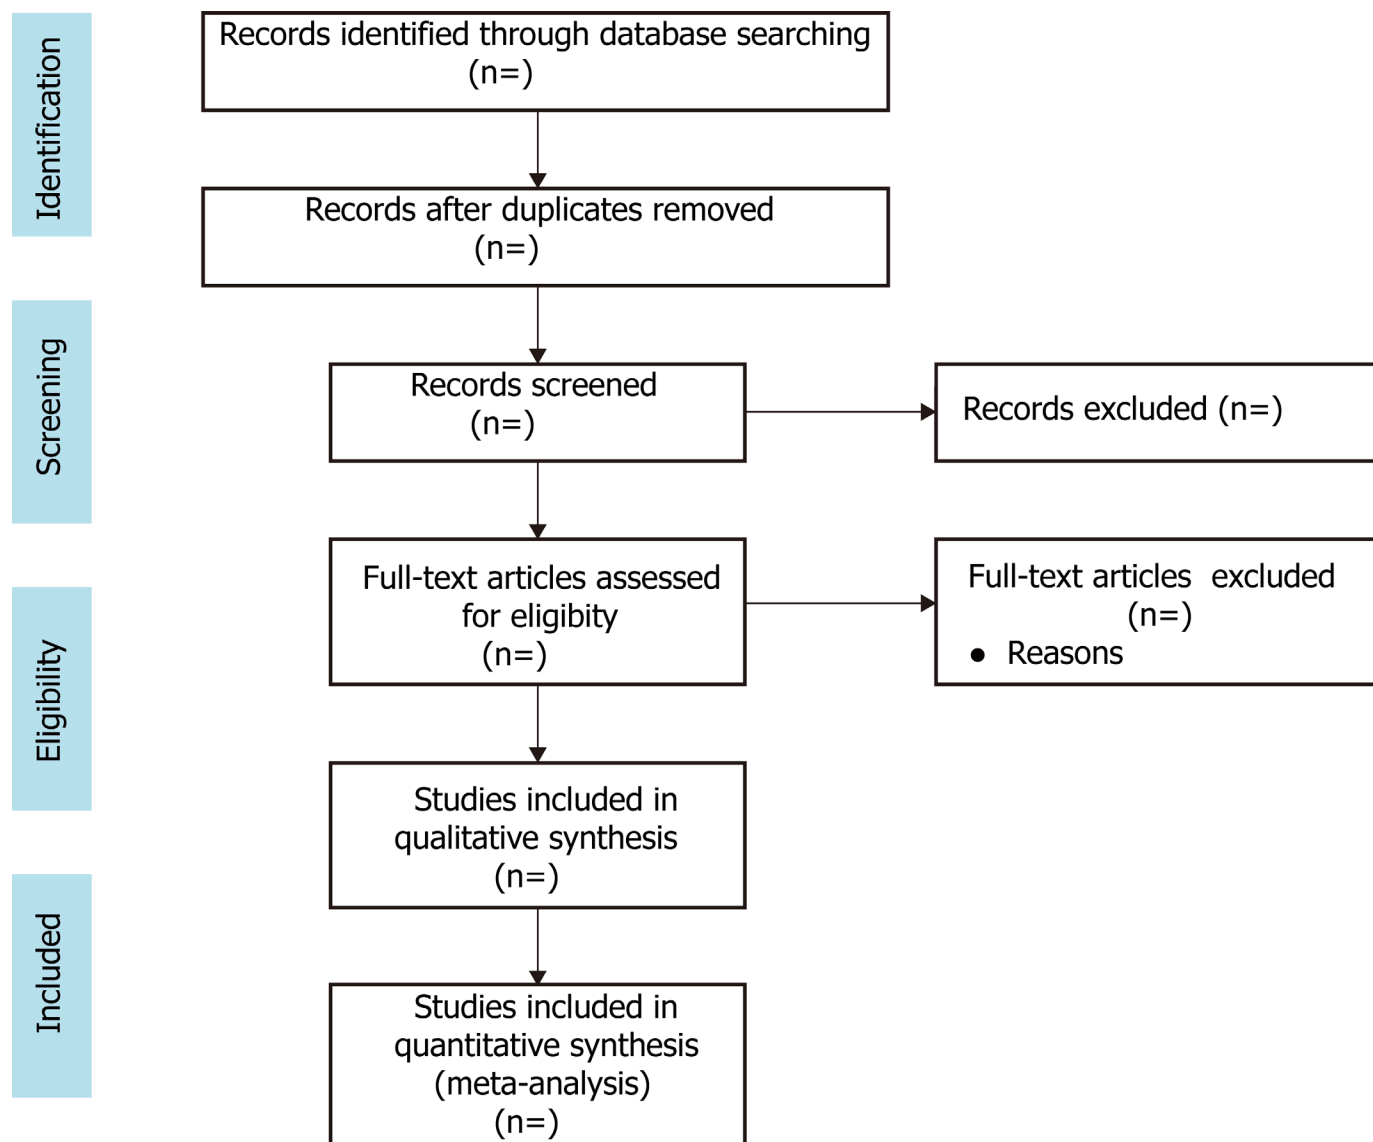 Identification
Records identified through database searching
(n=)
Records after duplicates removed
(n=)
Screening
Records screened
(n=)
Records excluded (n=)
Eligibility
Full-text articles assessed
for eligibity
(n=)
Full-text articles excluded
(n=)
● Reasons
Studies included in
qualitative synthesis
(n=)
Included
Studies included in
quantitative synthesis
(meta-analysis)
(n=)